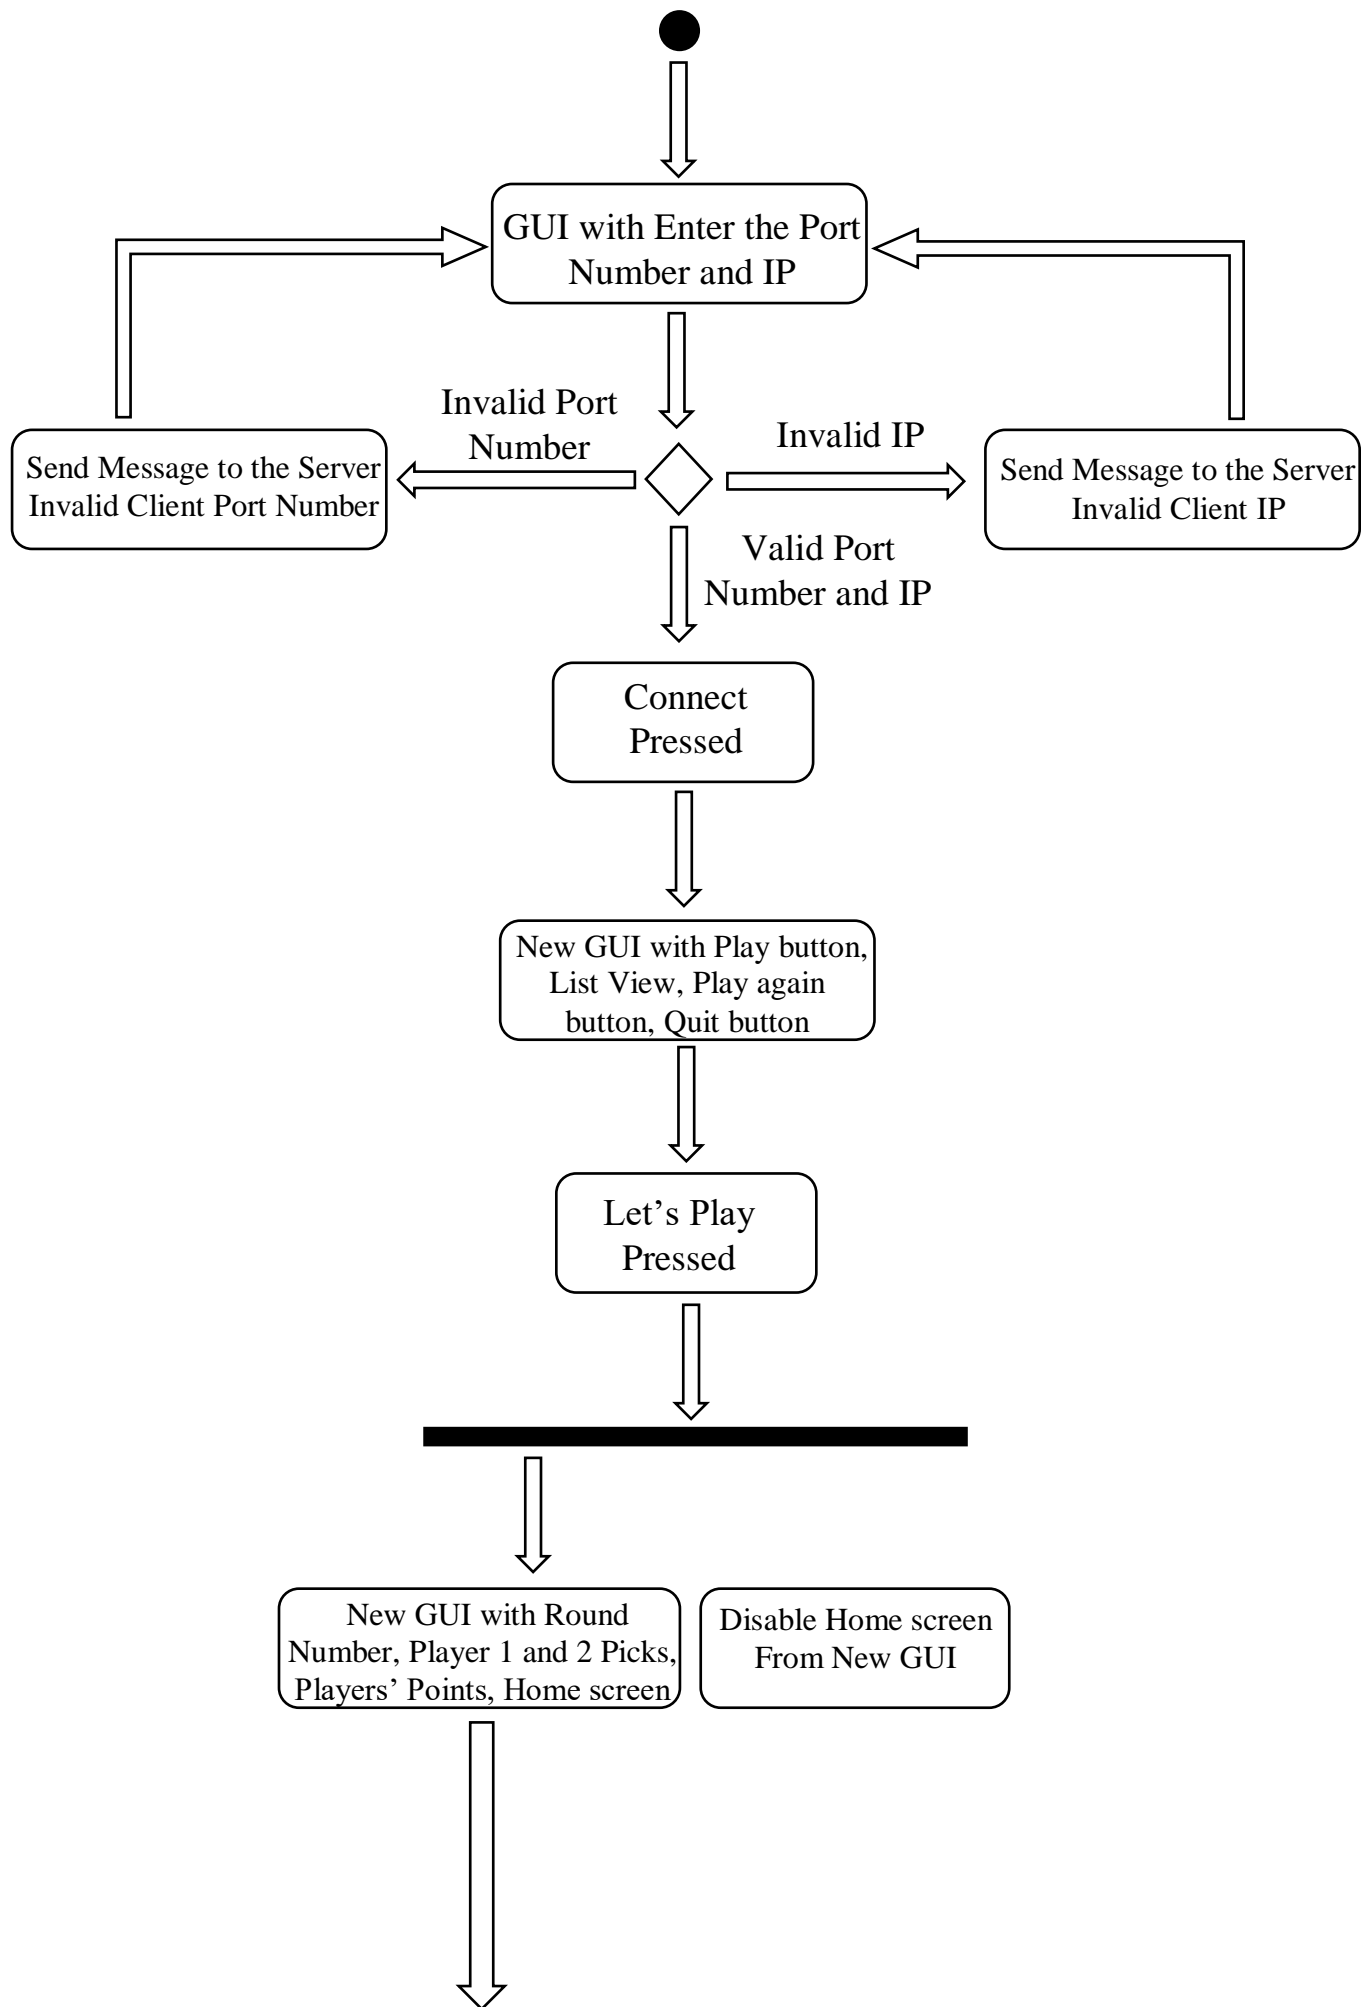 GUI with Enter the Port
Number and IP
Invalid Port
Number
Invalid IP
Send Message to the Server
Invalid Client Port Number
Send Message to the Server
Invalid Client IP
Valid Port
Number and IP
Connect
Pressed
New GUI with Play button,
List View, Play again
button, Quit button
Let’s Play
Pressed
New GUI with Round
Number, Player 1 and 2 Picks,
Players’ Points, Home screen
Disable Home screen
From New GUI